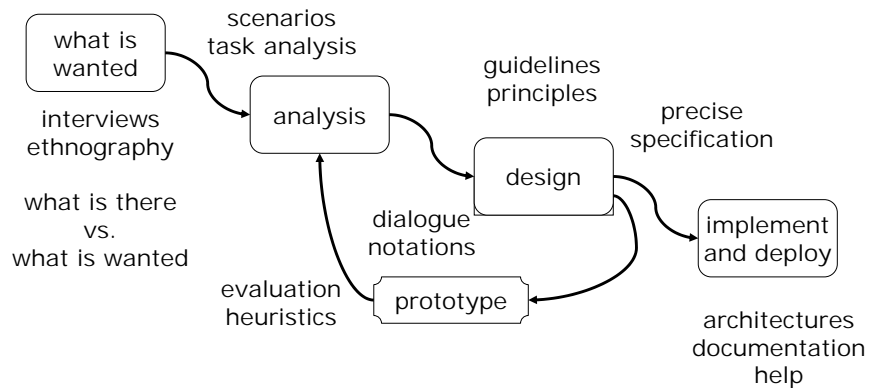 what is
wanted
scenarios
task analysis
guidelines
principles
interviews
ethnography
analysis
precise
specification
what is there
vs.
what is wanted
design
dialogue
notations
implement
and deploy
evaluation
heuristics
prototype
architectures
documentation
help